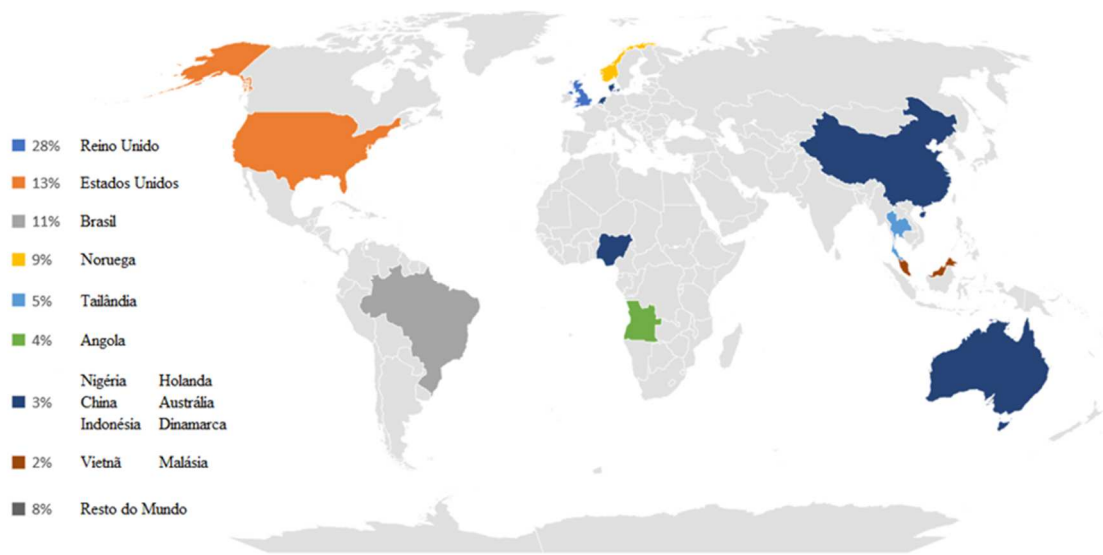 28% Reino Unido
13% Estados Unidos
11% Brasil
9% Noruega
5% Tailândia
4% Angola
Nigéria Holanda
3% China Austrália
Indonésia Dinamarca
2% Vietnã Malásia
8% Resto do Mundo